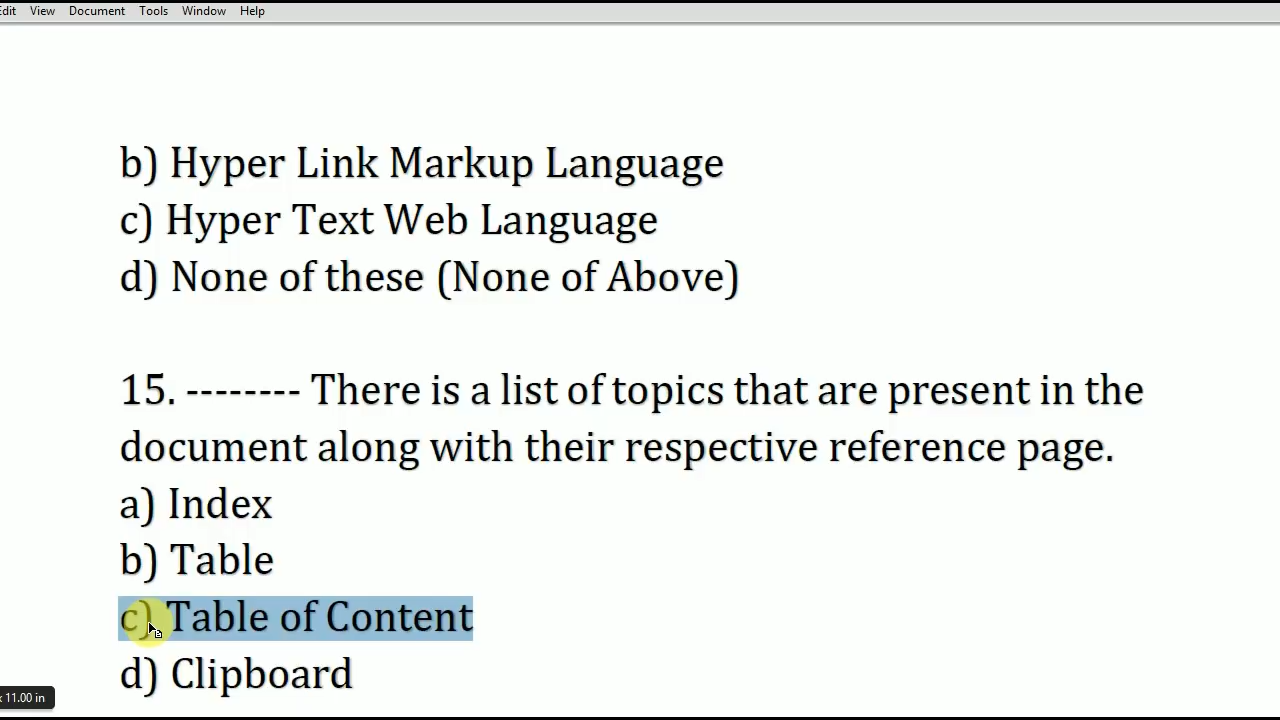 Edit View Document Tools Window Help
b) Hyper Link Markup Language
c) Hyper Text Web Language
d) None of these (None of Above)
15. -------- There is a list of topics that are present in the
document along with their respective reference page.
a) Index
b) Table
c) Table of Content
d) Clipboard
x 11.00 in